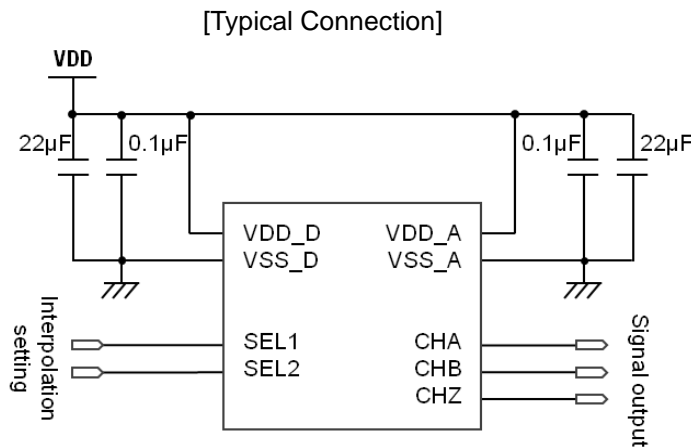 [Typical Connection]
VDD
22µF
0.1µF
0.1µF
22µF
VDD_D
VDD_A
VSS_D
VSS_A
Interpolation
setting
SEL1
SEL2
CHA
CHB
CHZ
Signal output